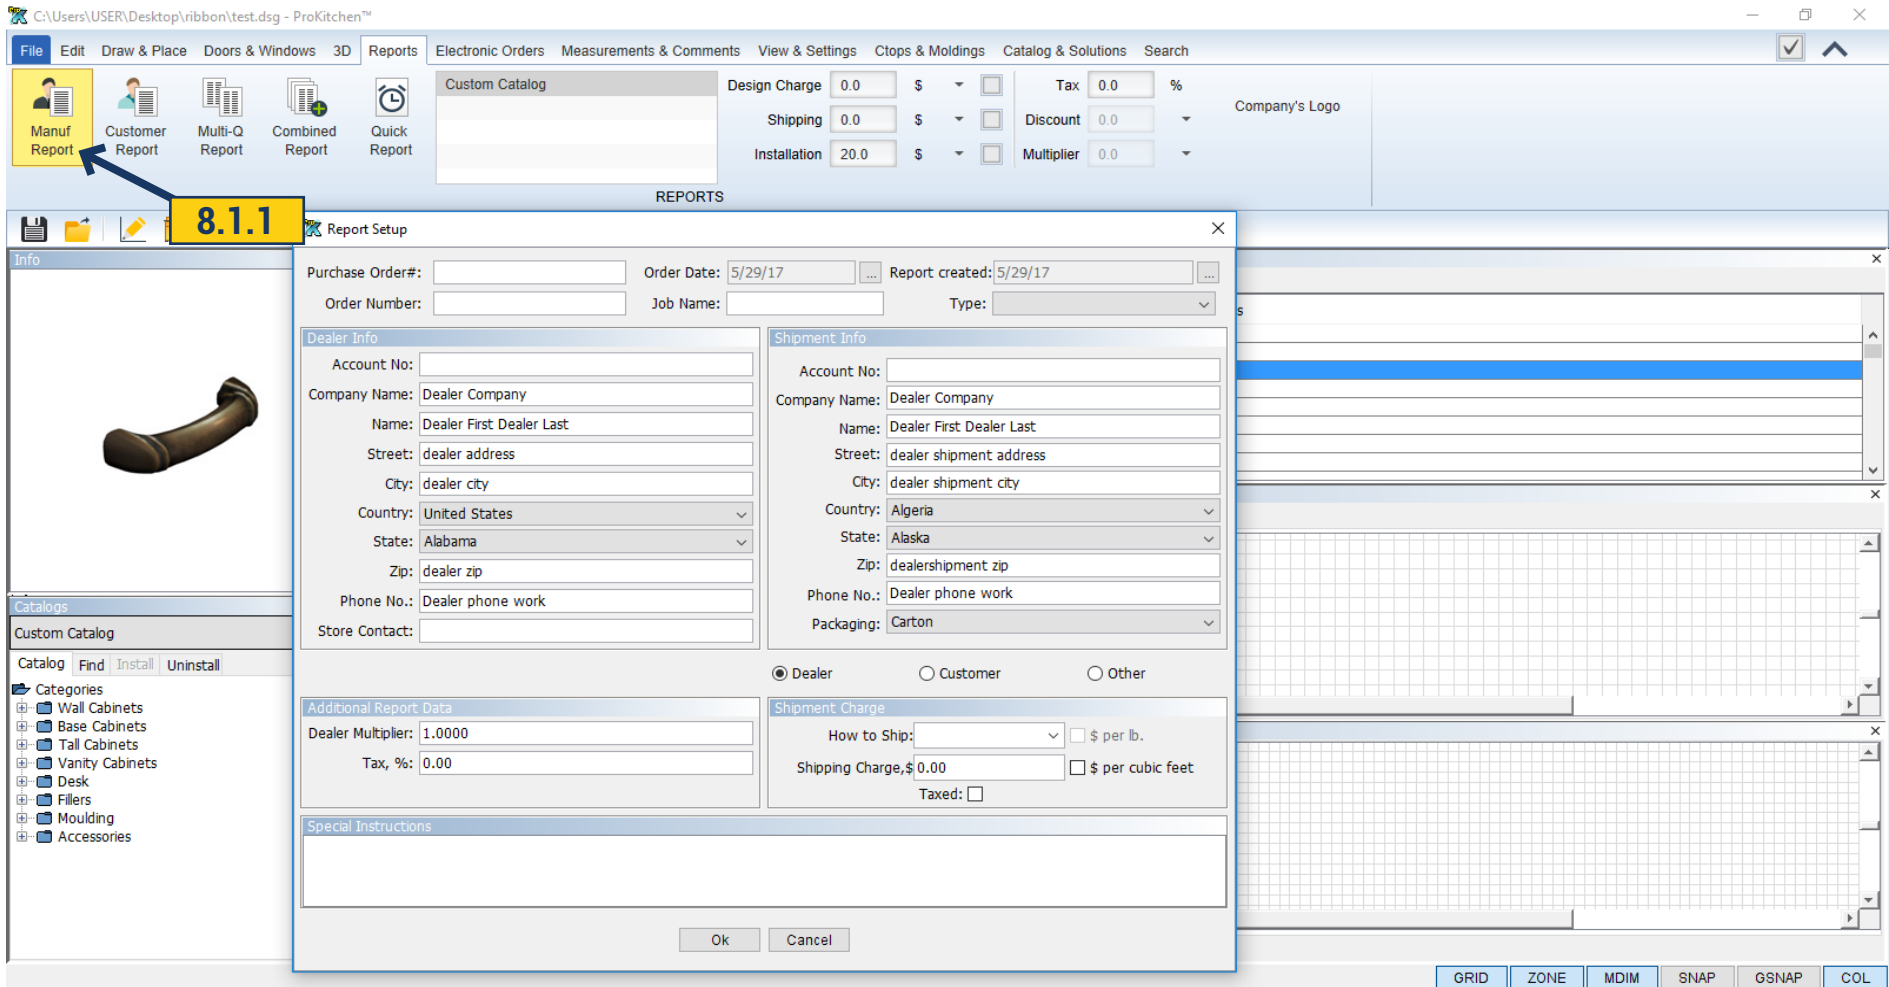 C:\Users\USER\Desktop\ribbon\test.dsg - ProKitchen™
File Edit Draw & Place Doors & Windows 3D Reports Electronic Orders Measurements & Comments View & Settings Ctops & Moldings Catalog & Solutions Search
Manuf Report
Customer Report
Multi-Q Report
Combined Report
Quick Report
Custom Catalog
Design Charge 0.0 $
Shipping 0.0 $
Installation 20.0 $
Tax 0.0 %
Discount 0.0
Multiplier 0.0
Company's Logo
REPORTS
8.1.1
Info
Report Setup
Purchase Order#: Order Date: 5/29/17 ... Report created: 5/29/17 ...
Order Number: Job Name: Type:
Dealer Info
Account No:
Company Name: Dealer Company
Name: Dealer First Dealer Last
Street: dealer address
City: dealer city
Country: United States
State: Alabama
Zip: dealer zip
Phone No.: Dealer phone work
Store Contact:
Shipment Info
Account No:
Company Name: Dealer Company
Name: Dealer First Dealer Last
Street: dealer shipment address
City: dealer shipment city
Country: Algeria
State: Alaska
Zip: dealershipment zip
Phone No.: Dealer phone work
Packaging: Carton
Dealer Customer Other
Additional Report Data
Dealer Multiplier: 1.0000
Tax, %: 0.00
Shipment Charge
How to Ship: $ per lb.
Shipping Charge,$ 0.00 $ per cubic feet
Taxed:
Special Instructions
Ok Cancel
Catalogs
Custom Catalog
Catalog Find Install Uninstall
Categories
Wall Cabinets
Base Cabinets
Tall Cabinets
Vanity Cabinets
Desk
Fillers
Moulding
Accessories
s
GRID ZONE MDIM SNAP GSNAP COL